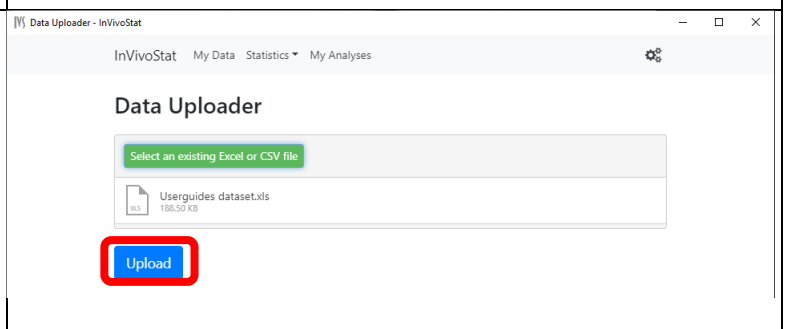 IVS Data Uploader - InVivoStat
InVivoStat My Data Statistics My Analyses
Data Uploader
Select an existing Excel or CSV file
Userguides dataset.xls
XLS 188.50 KB
Upload